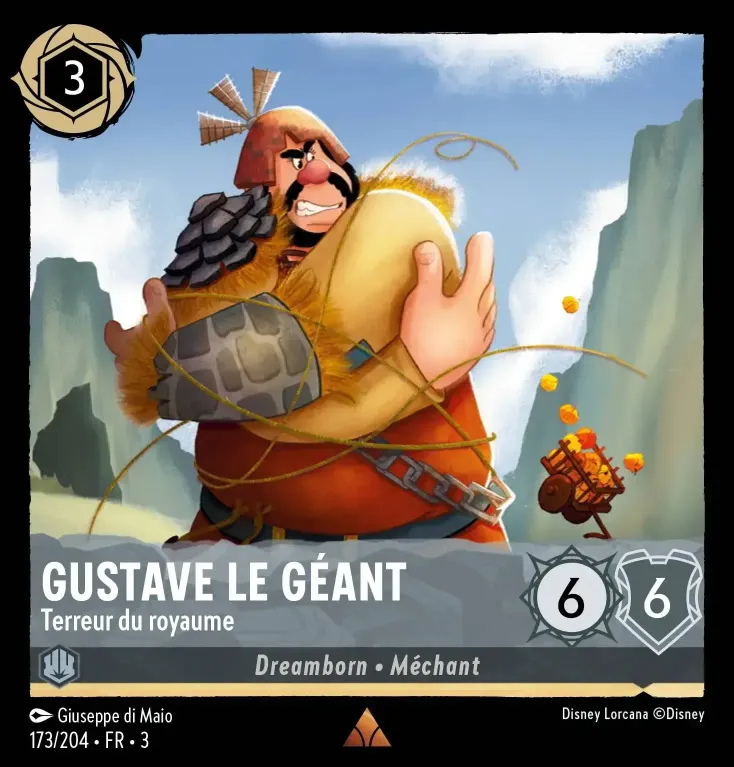 3
GUSTAVE LE GÉANT
Terreur du royaume
6
6
Dreamborn • Méchant
Giuseppe di Maio
Disney Lorcana ©Disney
173/204 • FR • 3